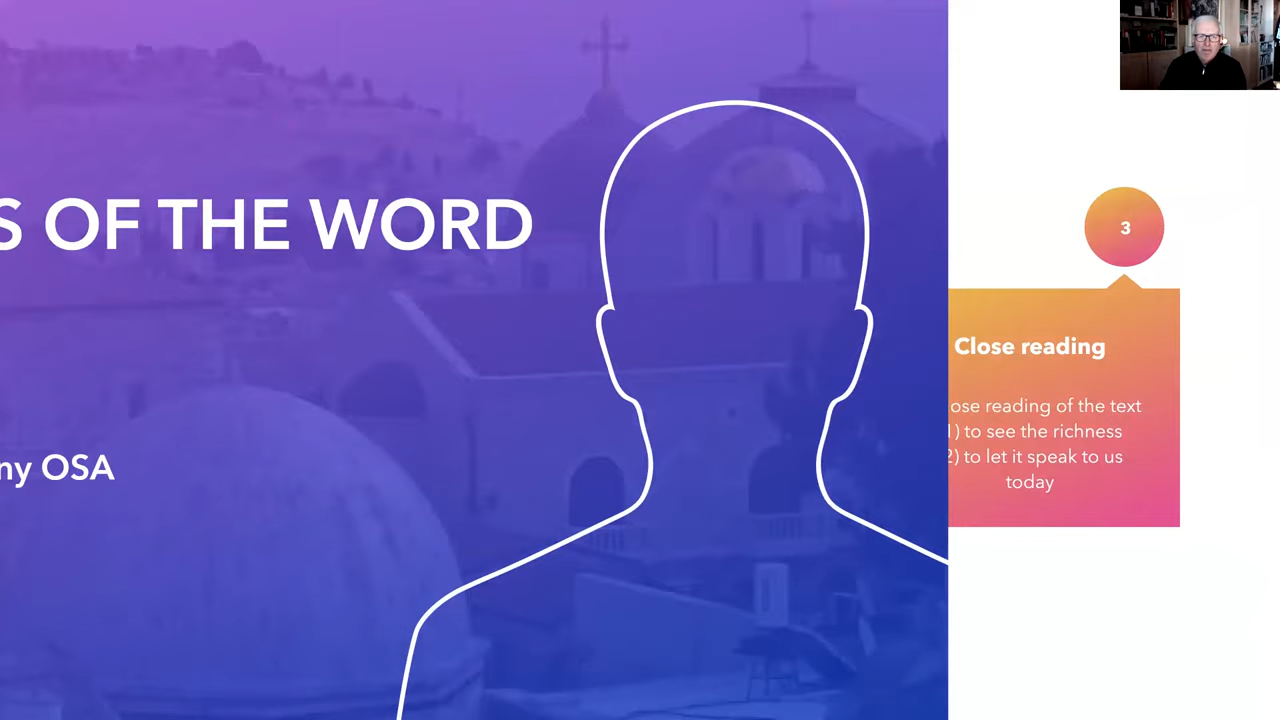 S OF THE WORD
ny OSA
3
Close reading
ose reading of the text
1) to see the richness
2) to let it speak to us
today